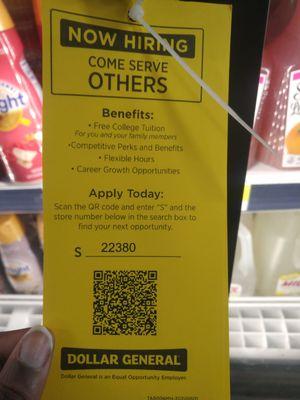 NOW HIRING
COME SERVE
OTHERS
Benefits:
• Free College Tuition
For you and your family members
•Competitive Perks and Benefits
• Flexible Hours
• Career Growth Opportunities
Apply Today:
Scan the QR code and enter "S" and the
store number below in the search box to
find your next opportunity.
S 22380
DOLLAR GENERAL
Dollar General is an Equal Opportunity Employer.